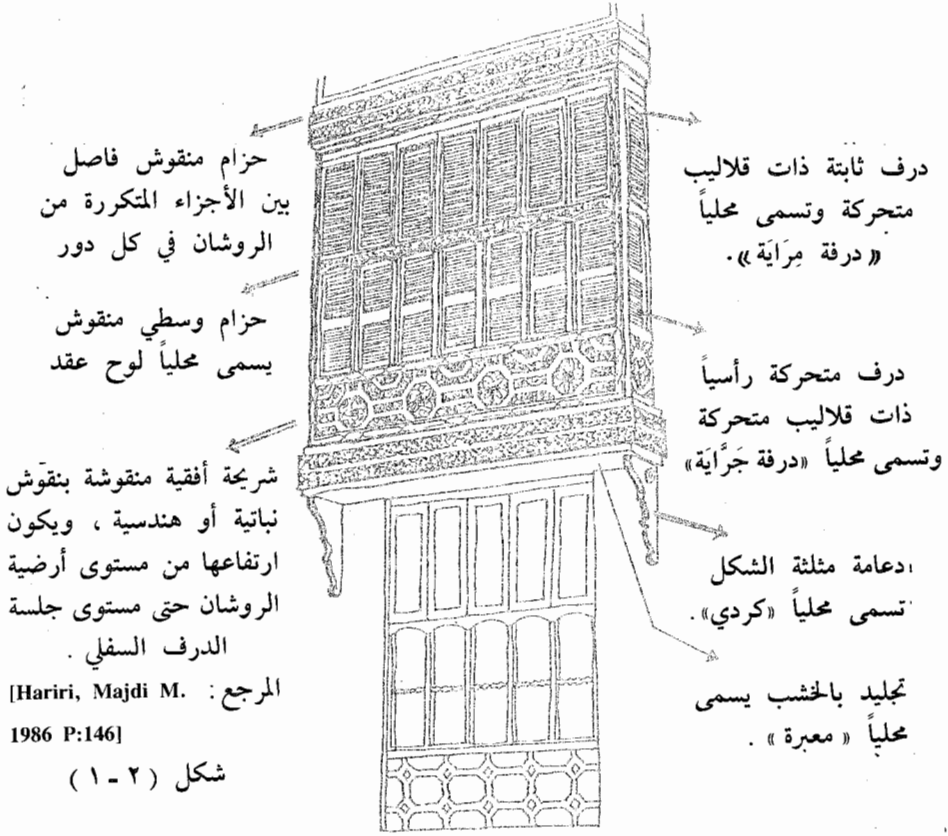 درف ثابتة ذات قلاليب
متحركة وتسمى محلياً
«درفة مِرَايَة».
درف متحركة رأسياً
ذات قلاليب متحركة
وتسمى محلياً «درفة جَرَّايَة»
دعامة مثلثة الشكل
تسمى محلياً «كردي».
تجليد بالخشب يسمى
محلياً « معبرة » .
حزام منقوش فاصل
بين الأجزاء المتكررة من
الروشان في كل دور
حزام وسطي منقوش
يسمى محلياً لوح عقد
شريحة أفقية منقوشة بنقوش
نباتية أو هندسية ، ويكون
ارتفاعها من مستوى أرضية
الروشان حتى مستوى جلسة
الدرف السفلي .
المرجع : [Hariri, Majdi M.
1986 P:146]
شكل ( ٢ - ١ )